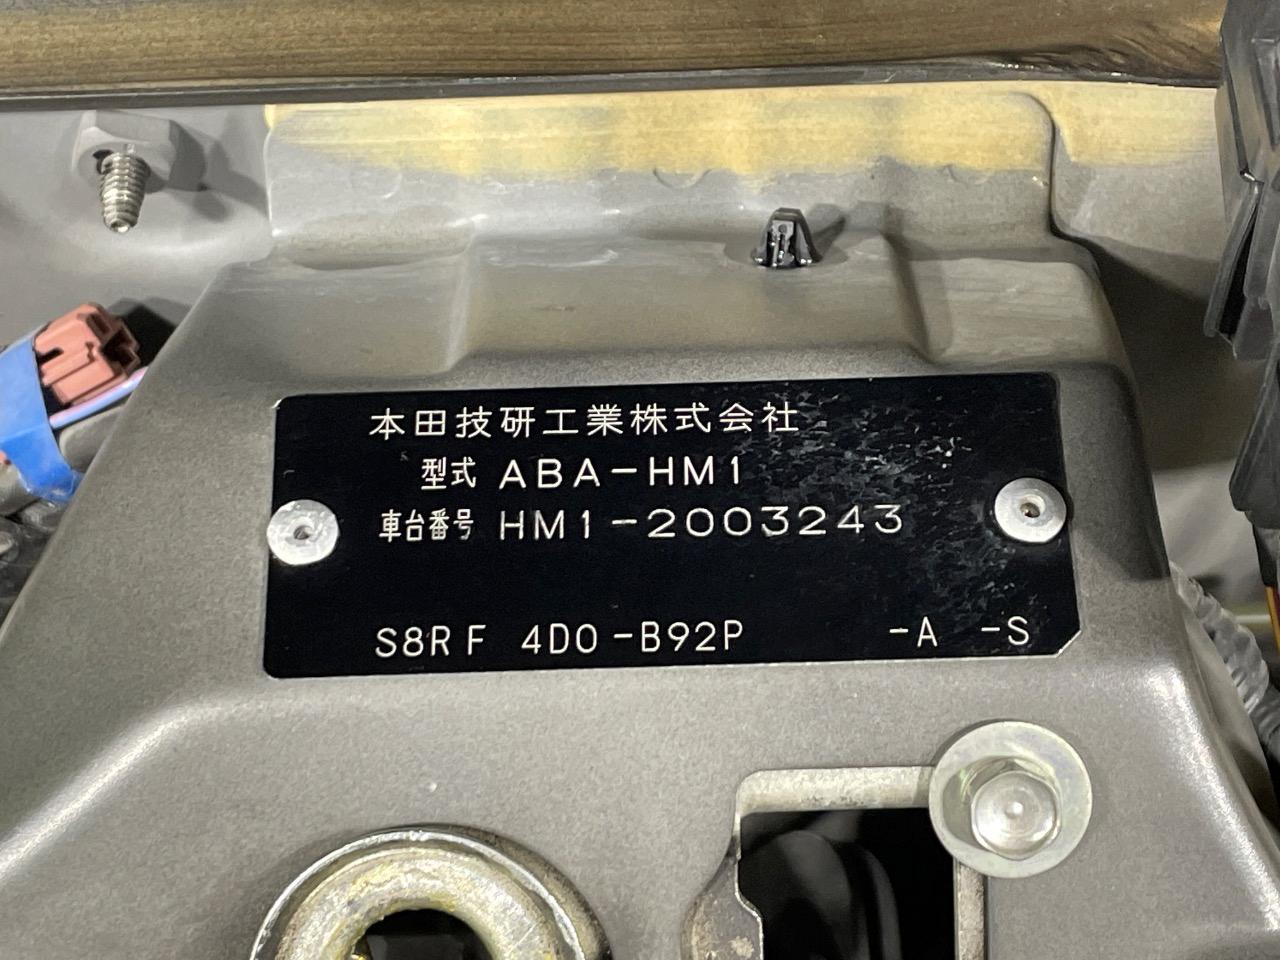 本田技研工業株式会社
型式 ABA-HM1
車台番号 HM1-2003243
S8RF 4D0-B92P -A -S